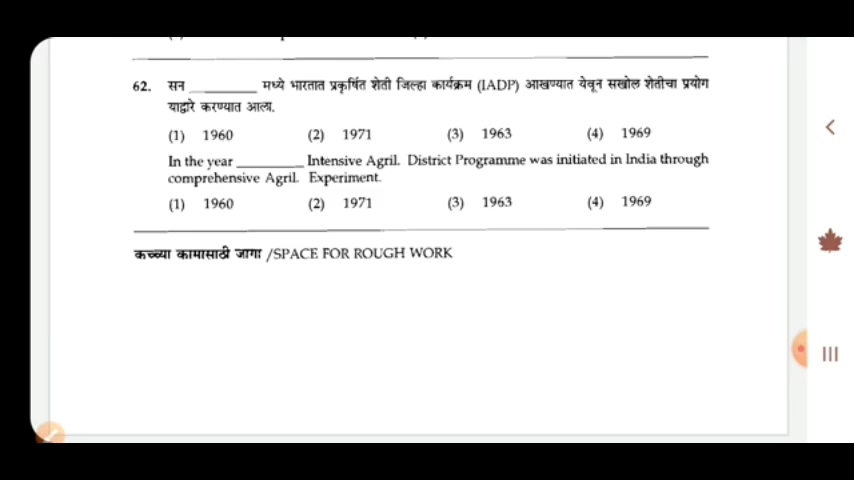 62. सन ________ मध्ये भारतात प्रकृर्षित शेती जिल्हा कार्यक्रम (IADP) आखण्यात येवून सखोल शेतीचा प्रयोग
याद्वारे करण्यात आला.
(1) 1960 (2) 1971 (3) 1963 (4) 1969
In the year ________ Intensive Agril. District Programme was initiated in India through
comprehensive Agril. Experiment.
(1) 1960 (2) 1971 (3) 1963 (4) 1969
कच्च्या कामासाठी जागा /SPACE FOR ROUGH WORK